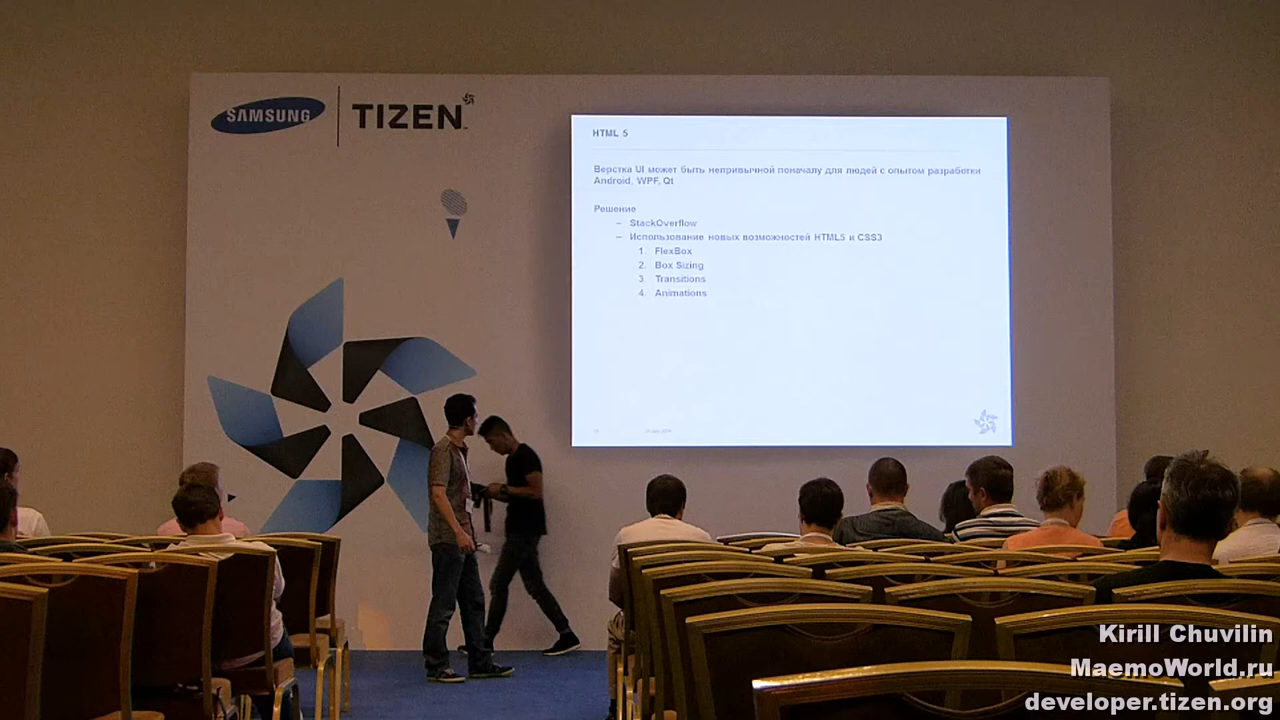 SAMSUNG
TIZEN™
HTML 5
Верстка UI может быть непривычной поначалу для людей с опытом разработки
Android, WPF, Qt
Решение
– StackOverflow
– Использование новых возможностей HTML5 и CSS3
1. FlexBox
2. Box Sizing
3 Transitions
4. Animations
Kirill Chuvilin
MaemoWorld.ru
developer.tizen.org